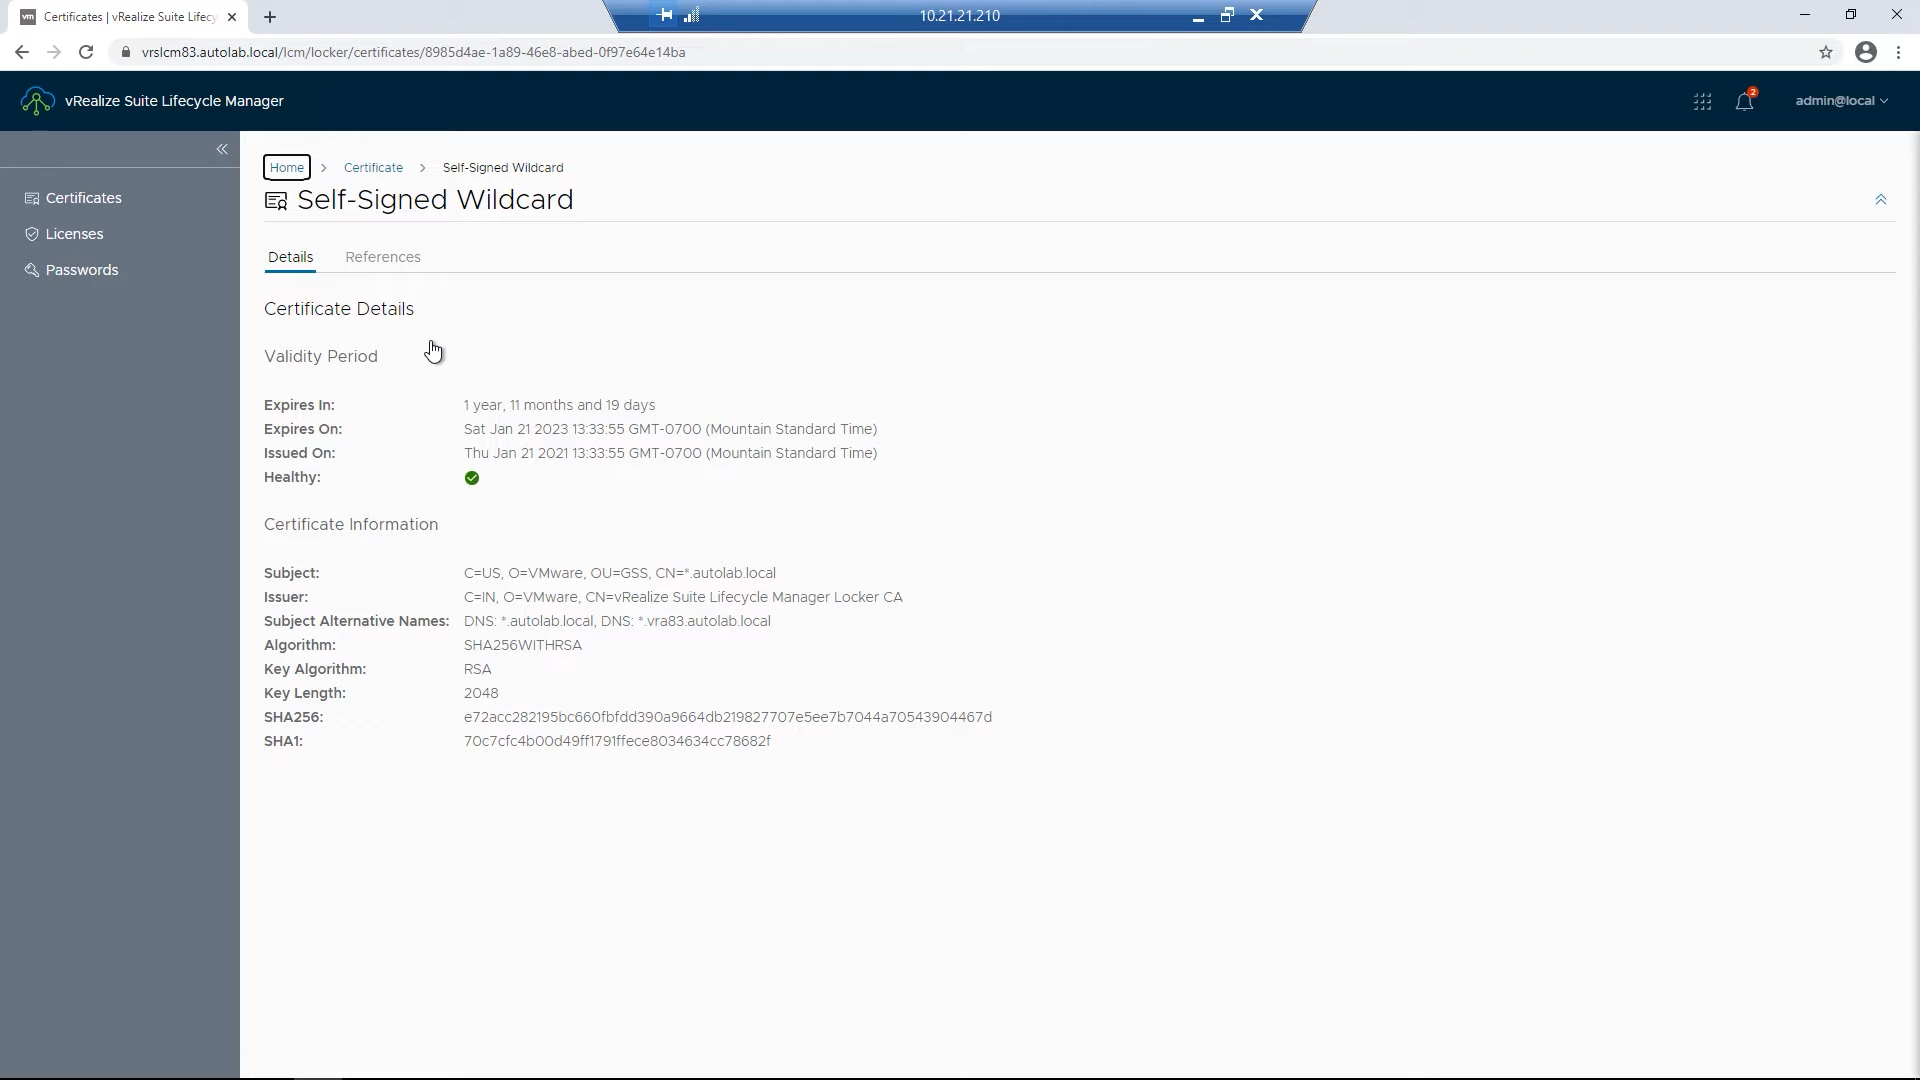 vm Certificates | vRealize Suite Lifecy
10.21.21.210
vrslcm83.autolab.local/lcm/locker/certificates/8985d4ae-1a89-46e8-abed-0f97e64e14ba
vRealize Suite Lifecycle Manager
2
admin@local
Home > Certificate > Self-Signed Wildcard
Certificates
Licenses
Passwords
Self-Signed Wildcard
Details References
Certificate Details
Validity Period
Expires In: 1 year, 11 months and 19 days
Expires On: Sat Jan 21 2023 13:33:55 GMT-0700 (Mountain Standard Time)
Issued On: Thu Jan 21 2021 13:33:55 GMT-0700 (Mountain Standard Time)
Healthy:
Certificate Information
Subject: C=US, O=VMware, OU=GSS, CN=*.autolab.local
Issuer: C=IN, O=VMware, CN=vRealize Suite Lifecycle Manager Locker CA
Subject Alternative Names: DNS: *.autolab.local, DNS: *.vra83.autolab.local
Algorithm: SHA256WITHRSA
Key Algorithm: RSA
Key Length: 2048
SHA256: e72acc282195bc660fbfdd390a9664db219827707e5ee7b7044a70543904467d
SHA1: 70c7cfc4b00d49ff1791ffece8034634cc78682f